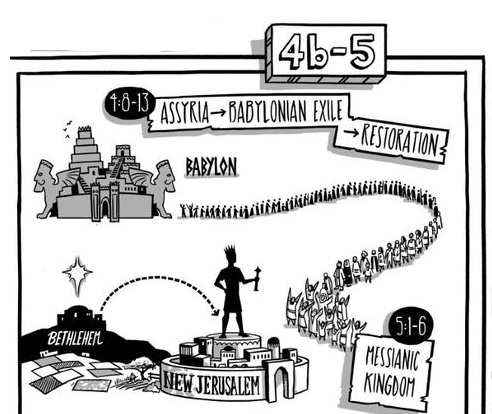 4b-5
4:8-13
ASSYRIA→BABYLONIAN EXILE
→RESTORATION
BABYLON
BETHLEHEM
NEW JERUSALEM
5:1-6
MESSIANIC
KINGDOM